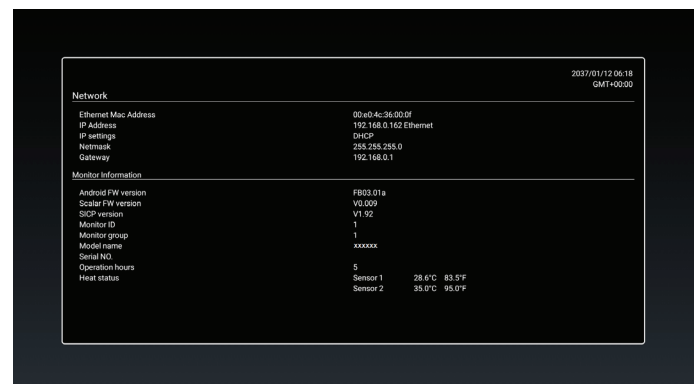 2037/01/12 06:18
GMT+00:00
Network
Ethernet Mac Address 00:e0:4c:36:00:0f
IP Address 192.168.0.162 Ethernet
IP settings DHCP
Netmask 255.255.255.0
Gateway 192.168.0.1
Monitor Information
Android FW version FB03.01a
Scalar FW version V0.009
SICP version V1.92
Monitor ID 1
Monitor group 1
Model name xxxxxx
Serial NO.
Operation hours 5
Heat status Sensor 1 28.6°C 83.5°F
Sensor 2 35.0°C 95.0°F